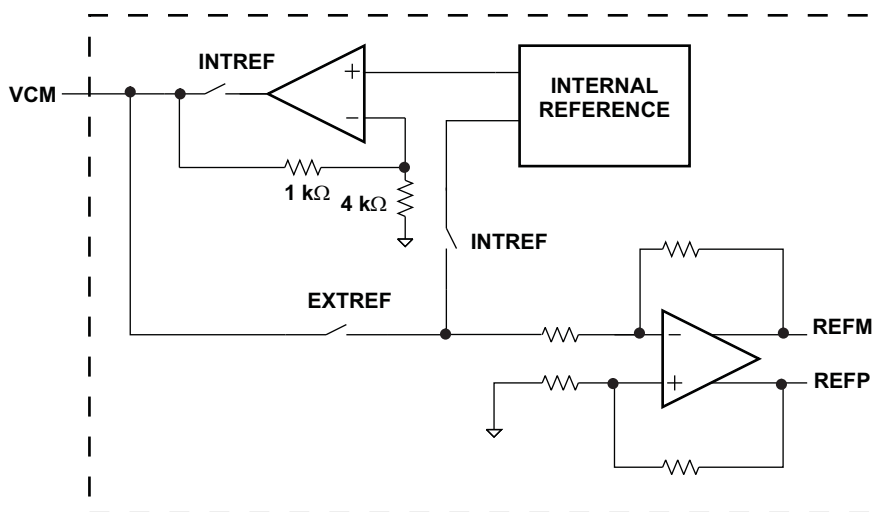 INTREF
VCM
INTERNAL
REFERENCE
+
−
1 kΩ
4 kΩ
INTREF
EXTREF
−
REFM
+
REFP